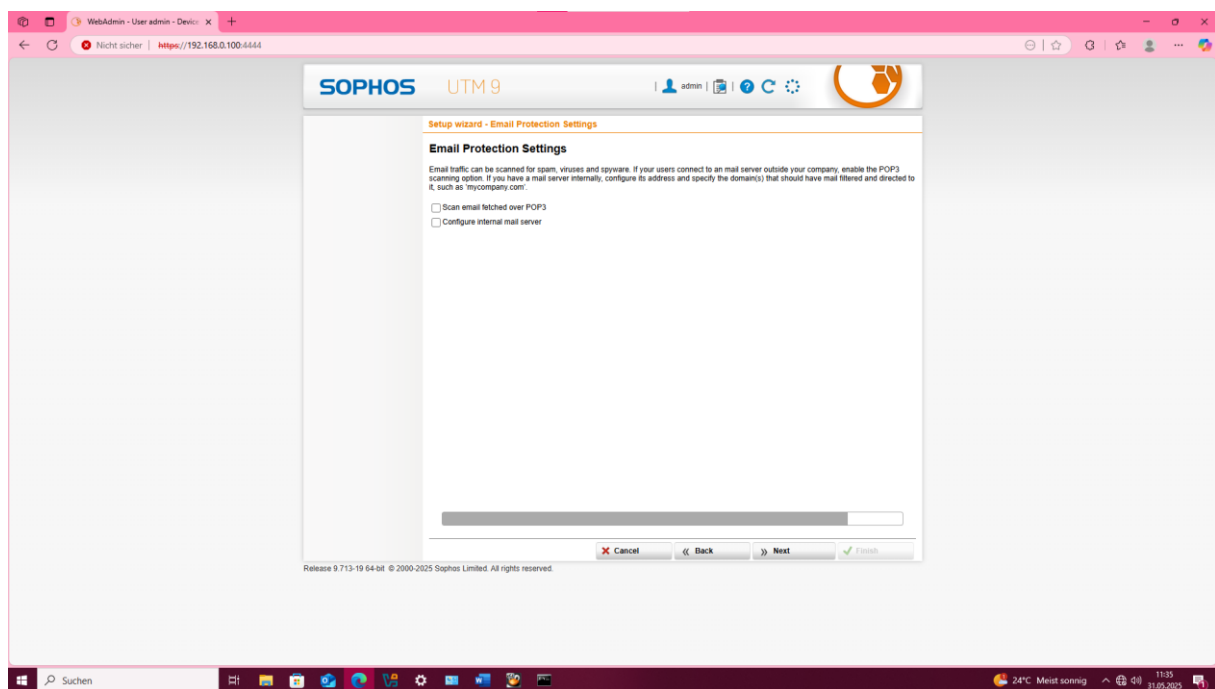 WebAdmin - User admin - Device
Nicht sicher | https://192.168.0.100:4444
SOPHOS UTM 9
| admin | | ?
Setup wizard - Email Protection Settings
Email Protection Settings
Email traffic can be scanned for spam, viruses and spyware. If your users connect to an mail server outside your company, enable the POP3
scanning option. If you have a mail server internally, configure its address and specify the domain(s) that should have mail filtered and directed to
it, such as 'mycompany.com'.
Scan email fetched over POP3
Configure internal mail server
Cancel Back Next Finish
Release 9.713-19 64-bit © 2000-2025 Sophos Limited. All rights reserved.
Suchen
24°C Meist sonnig
11:35
31.05.2025